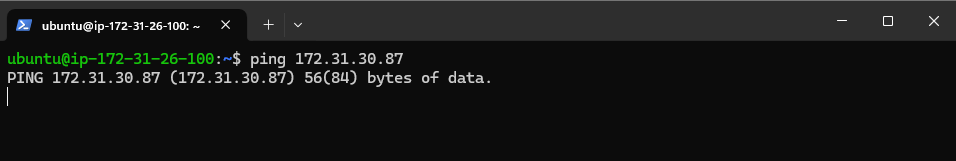 ubuntu@ip-172-31-26-100: ~
ubuntu@ip-172-31-26-100:~$ ping 172.31.30.87
PING 172.31.30.87 (172.31.30.87) 56(84) bytes of data.